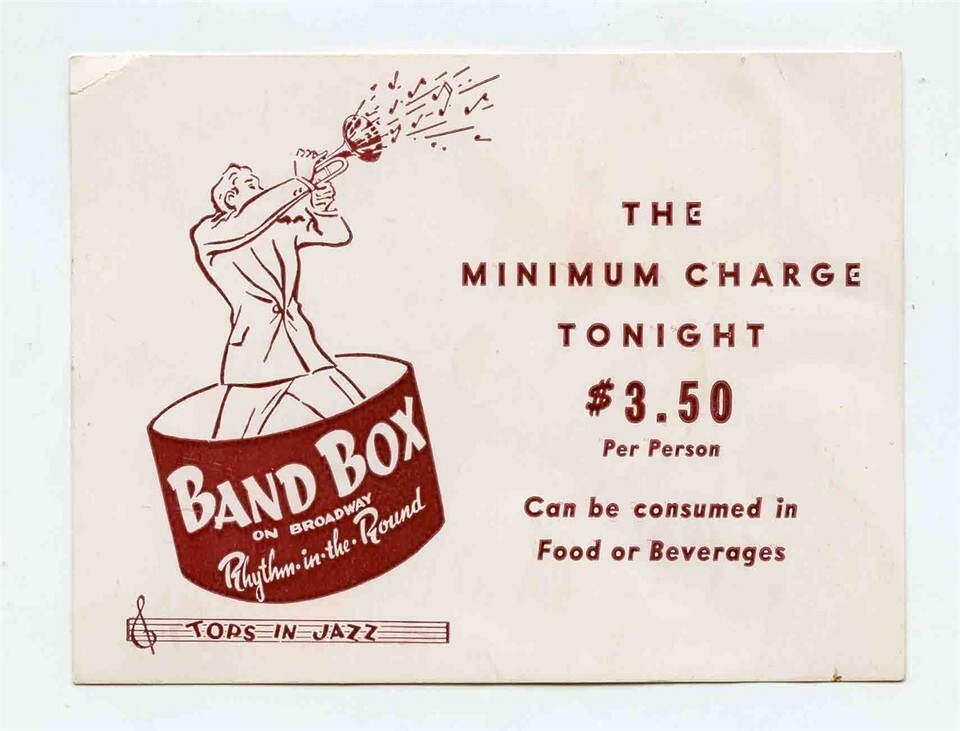 BAND BOX
ON BROADWAY
Rhythm-in-the-Round
TOPS IN JAZZ
THE
MINIMUM CHARGE
TONIGHT
$3.50
Per Person
Can be consumed in
Food or Beverages